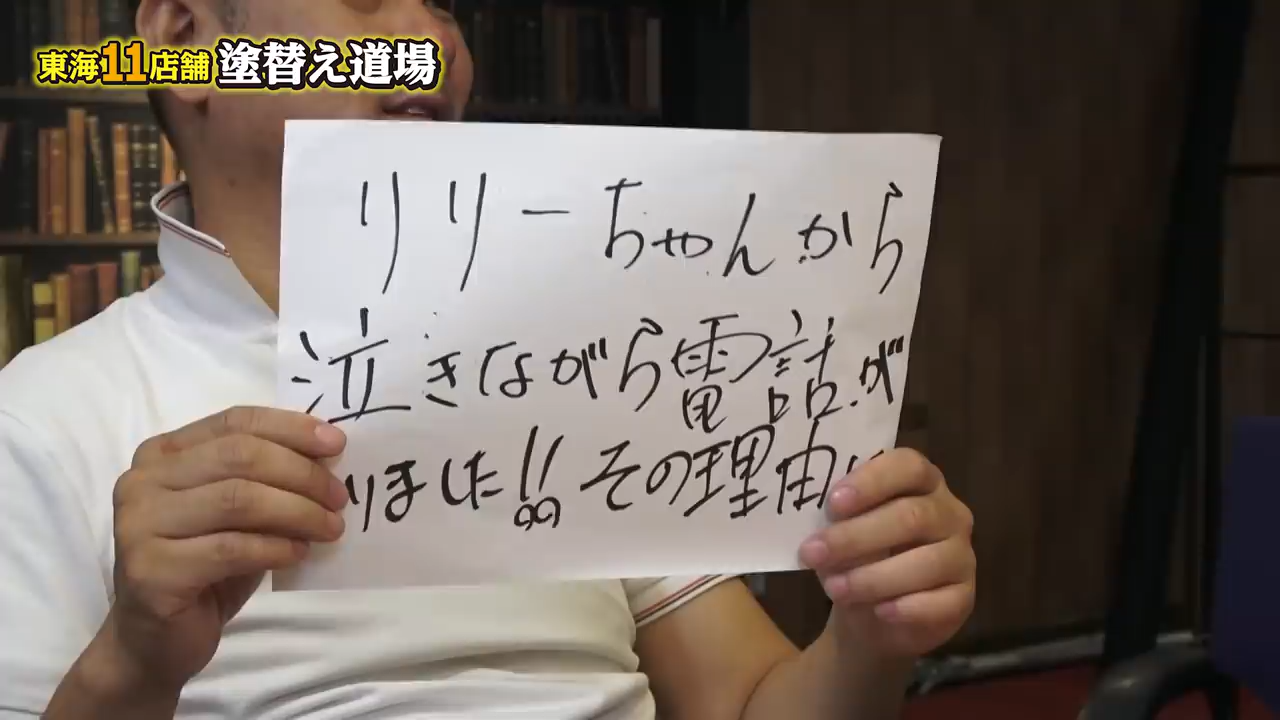 東海11店舗 塗替え道場
リリーちゃんから
泣きながら電話が
りました!! その理由